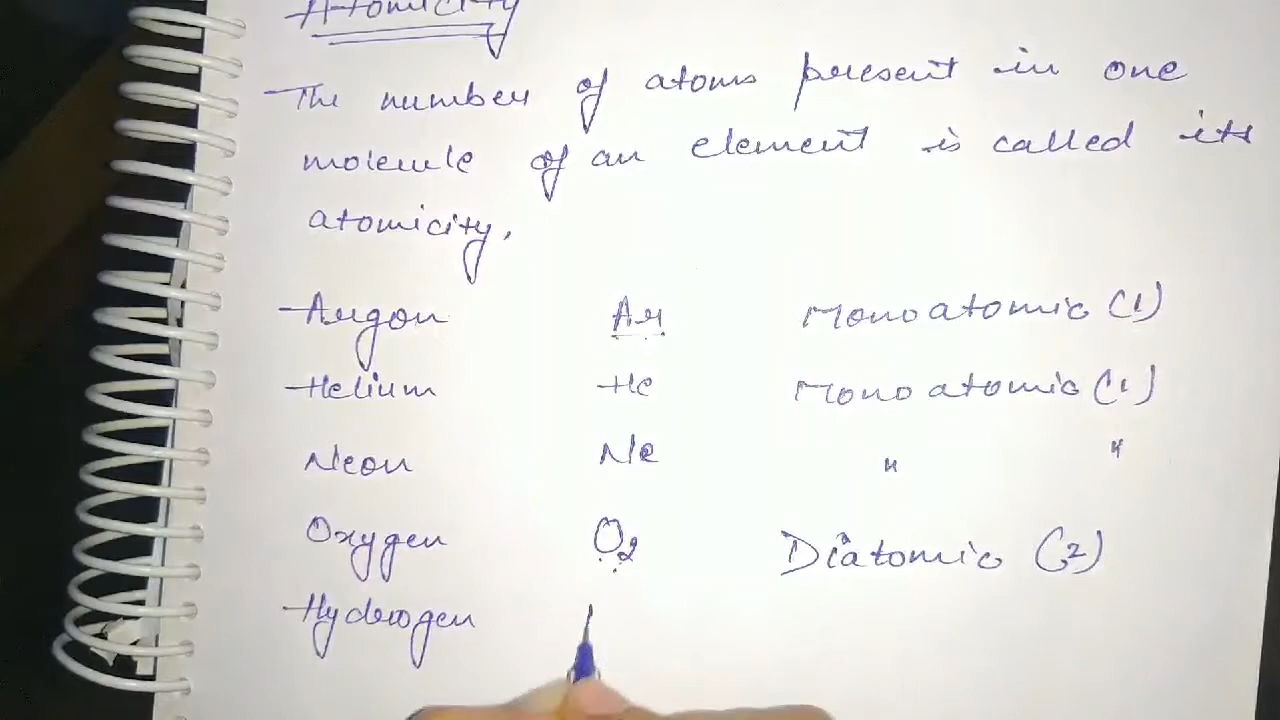 Atomicity
The number of atoms present in one
molecule of an element is called its
atomicity.
Argon Ar Monoatomic (1)
Helium He Monoatomic (1)
Neon Ne " "
Oxygen O₂ Diatomic (2)
Hydrogen